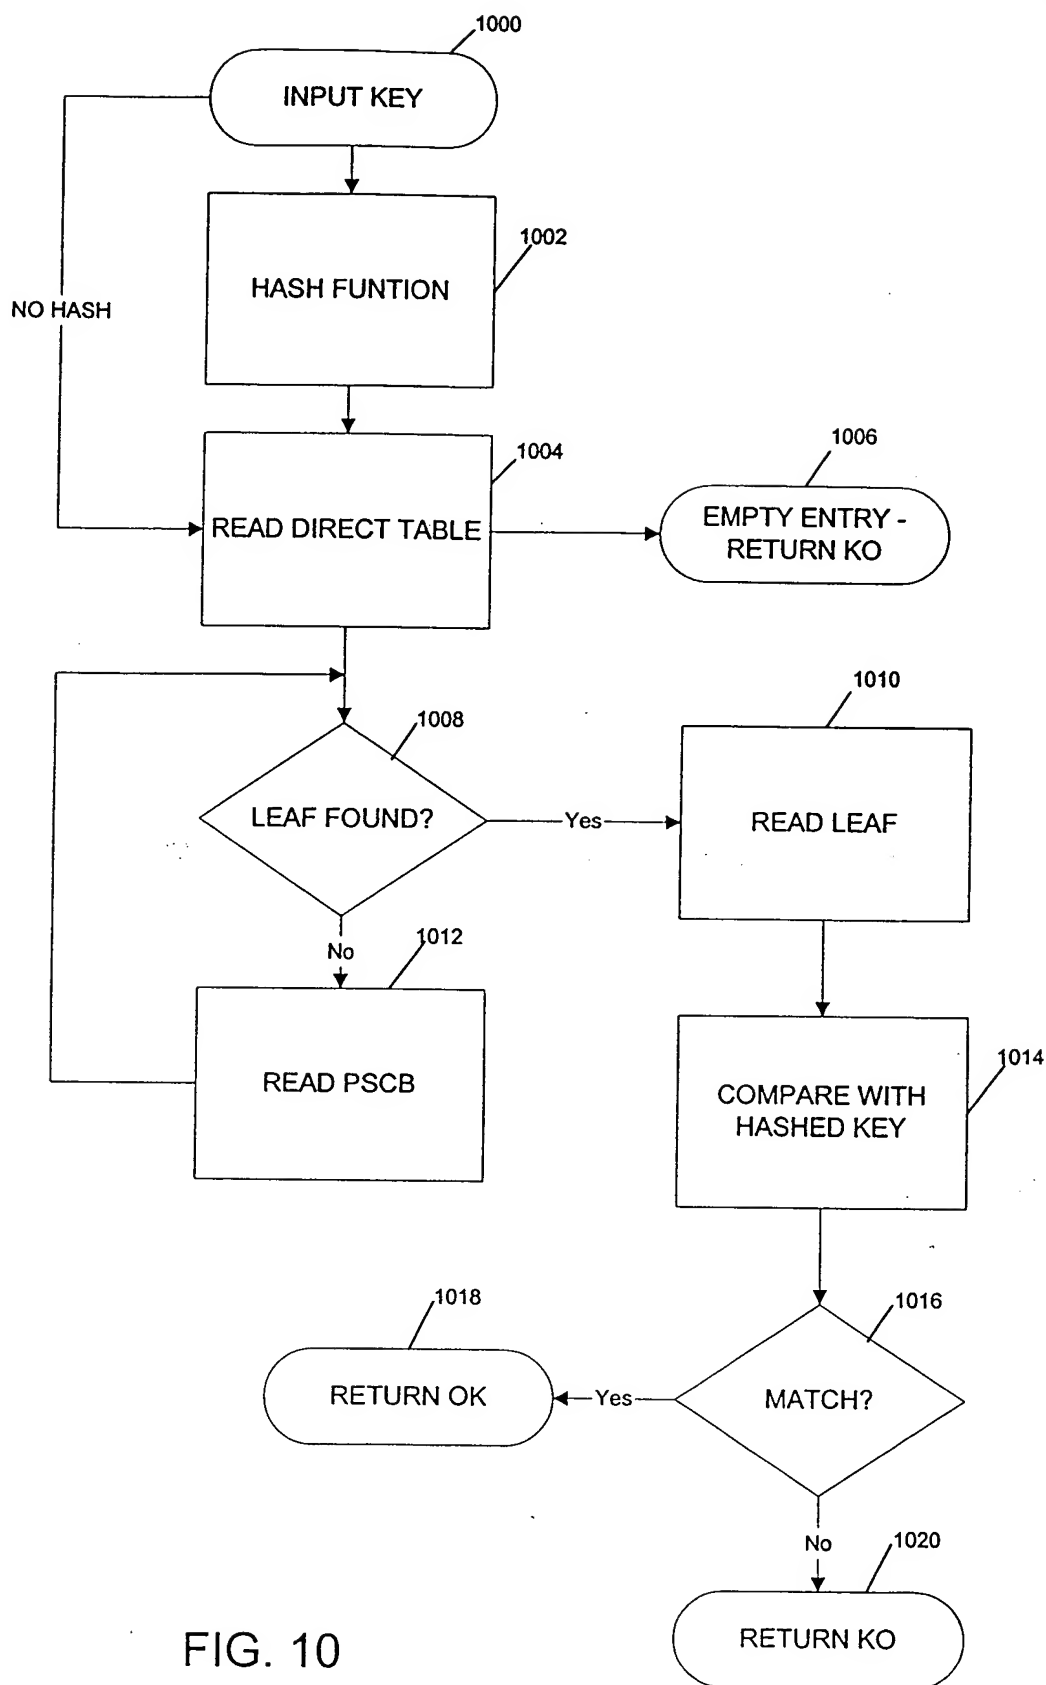 1000
INPUT KEY
1002
HASH FUNTION
NO HASH
1004
READ DIRECT TABLE
1006
EMPTY ENTRY -
RETURN KO
1008
LEAF FOUND?
Yes
1010
READ LEAF
No
1012
READ PSCB
1014
COMPARE WITH
HASHED KEY
1016
MATCH?
Yes
1018
RETURN OK
No
1020
RETURN KO
FIG. 10